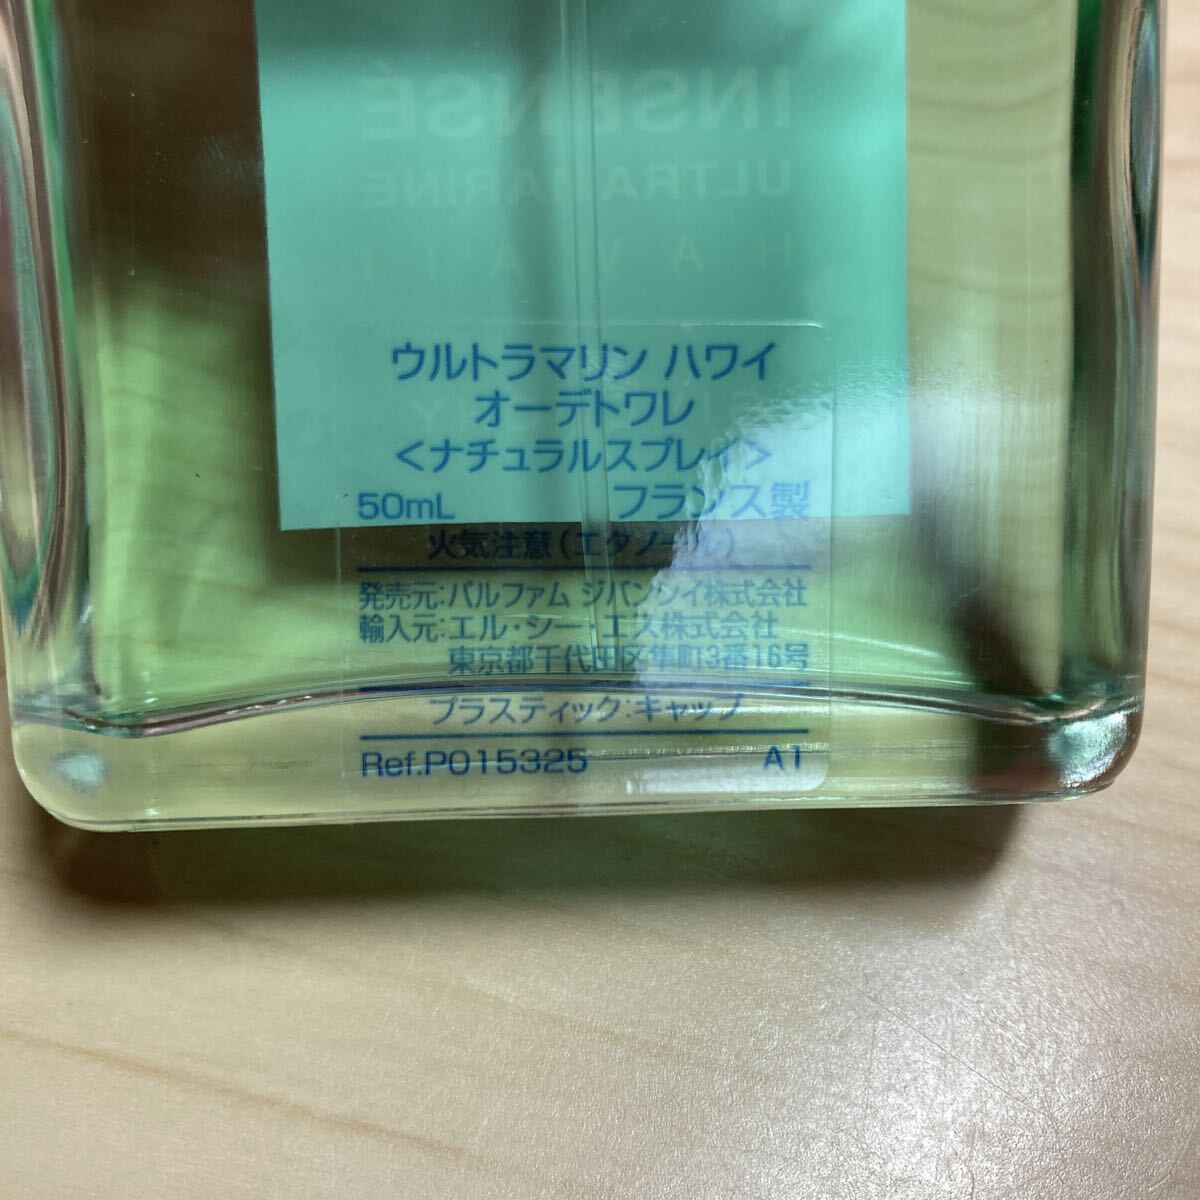 INSENSÉ
ULTRAMARINE
HAWAII
ウルトラマリン ハワイ
オーデトワレ
<ナチュラルスプレイ>
50mL フランス製
火気注意(エタノール)
発売元:パルファム ジバンシイ株式会社
輸入元:エル・シー・エス株式会社
東京都千代田区隼町3番16号
プラスティック:キャップ
Ref.P015325 A1